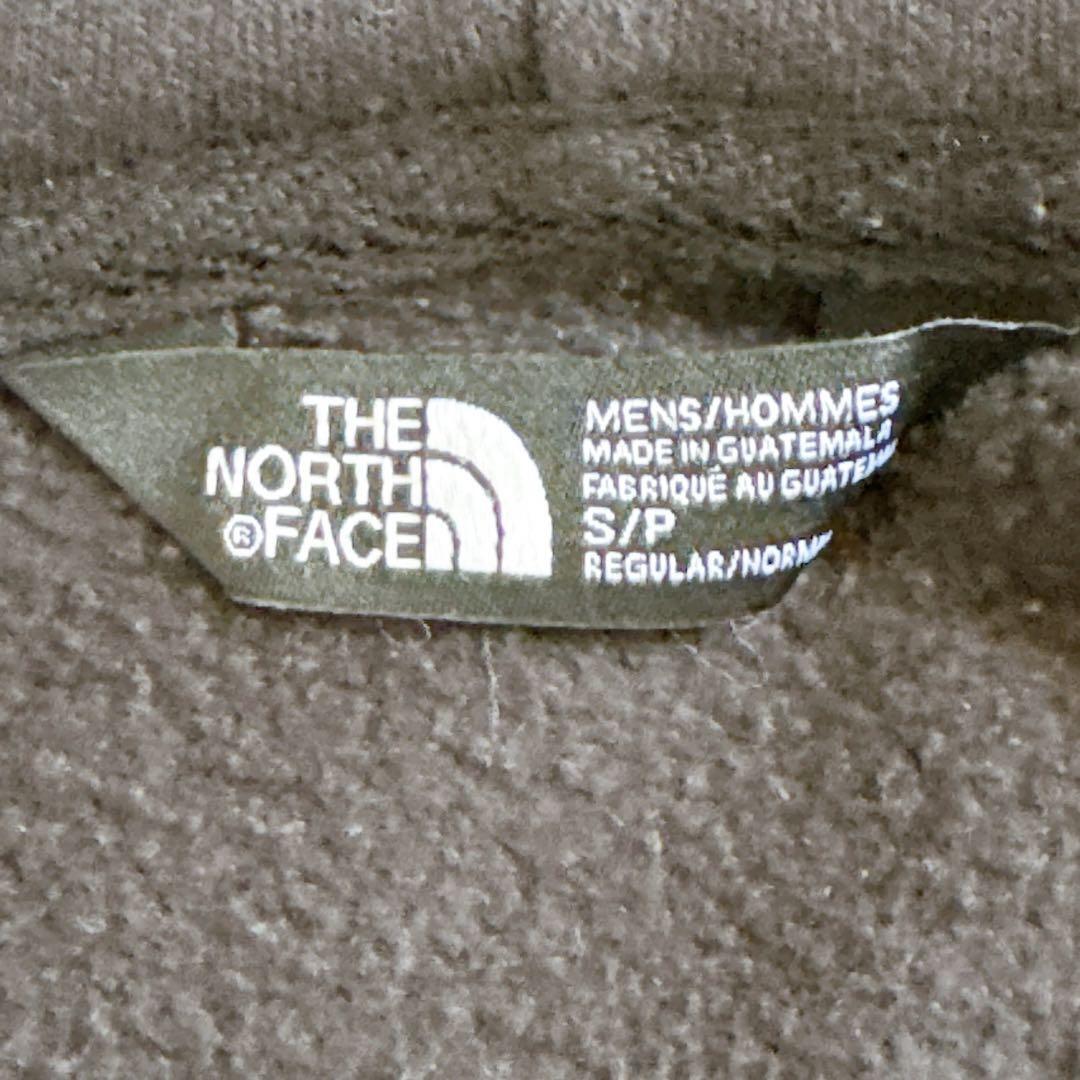 THE
NORTH
®FACE
MENS/HOMMES
MADE IN GUATEMALA
FABRIQUÉ AU
S/P
REGULAR/